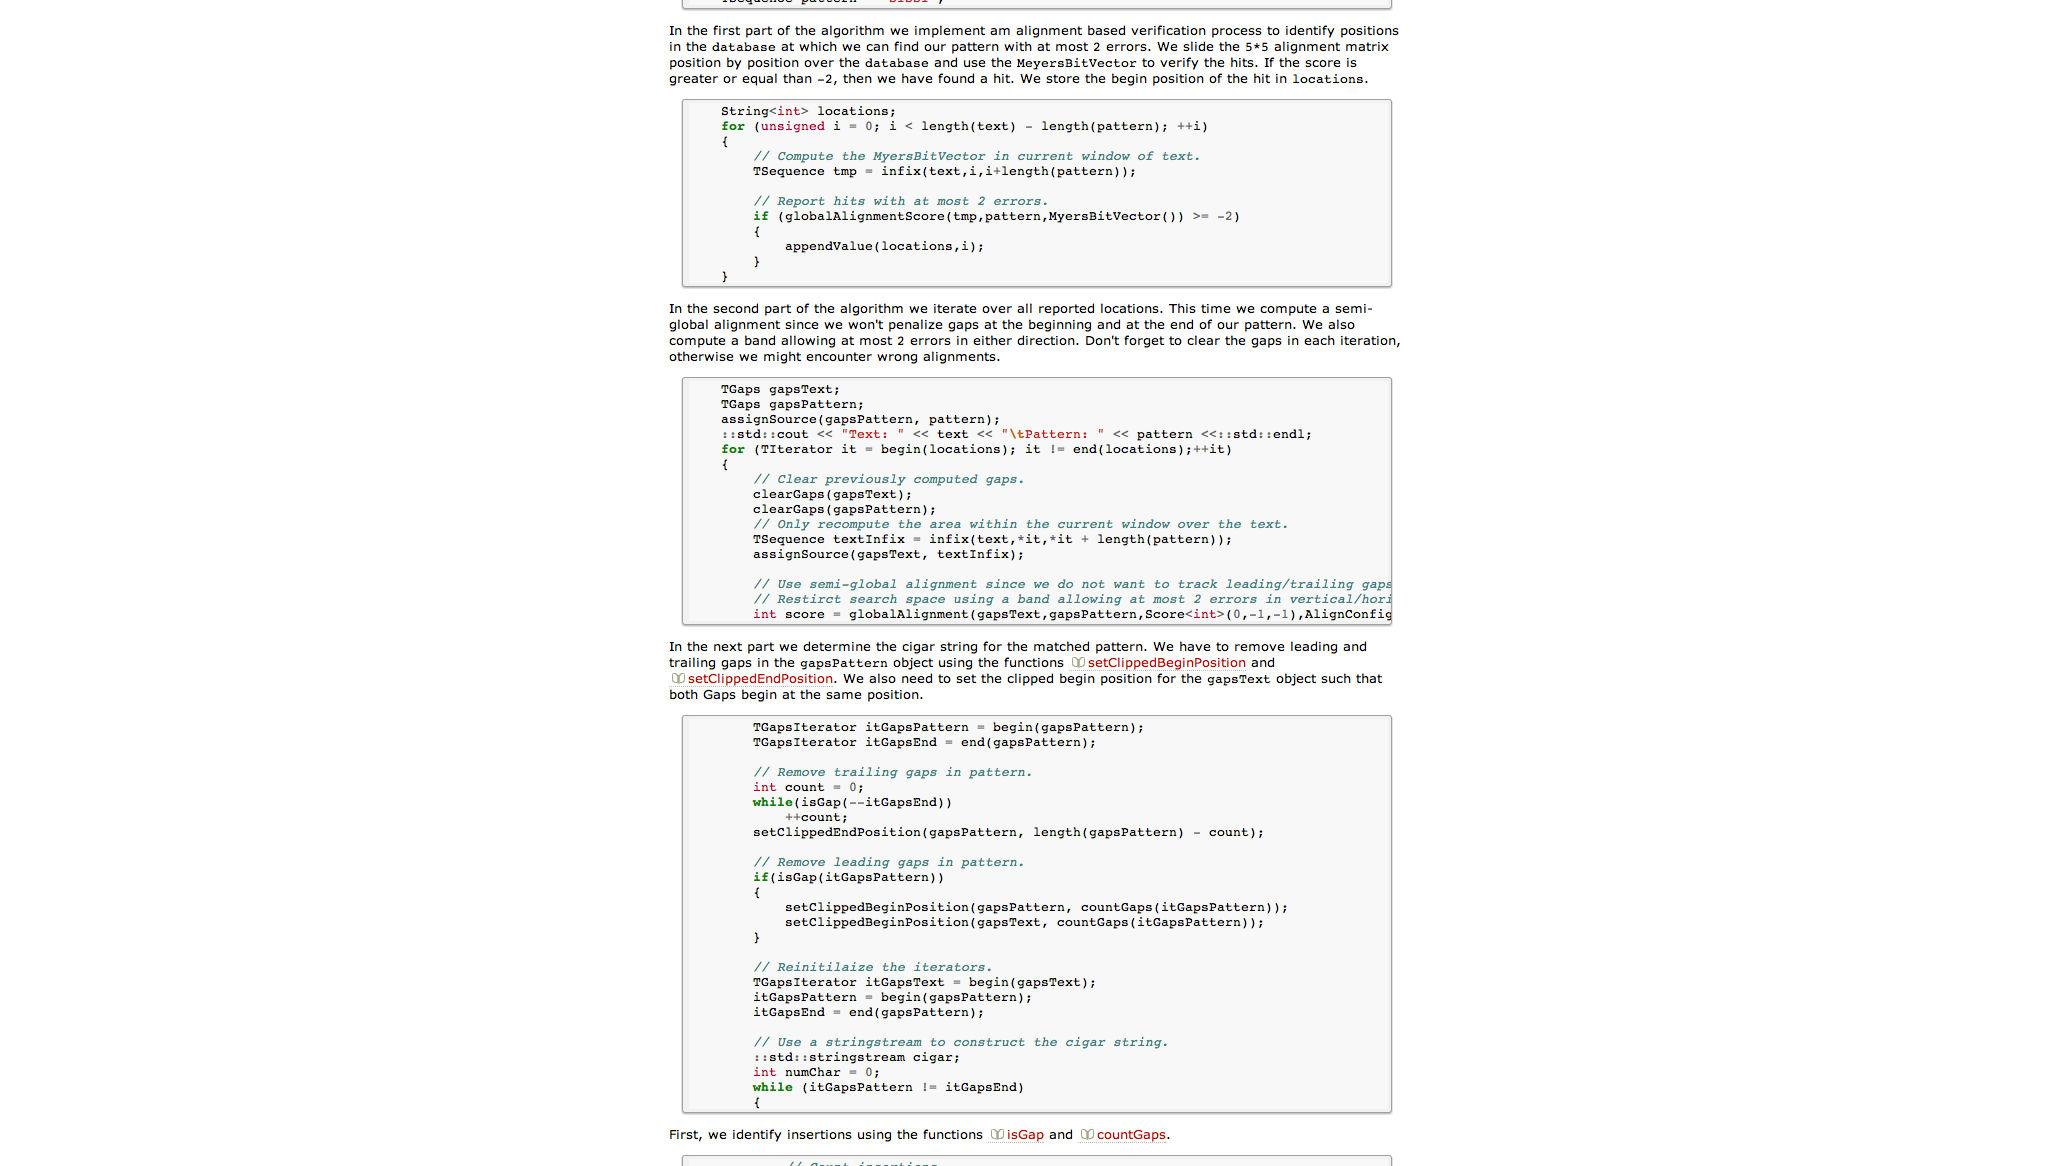 In the first part of the algorithm we implement am alignment based verification process to identify positions
in the database at which we can find our pattern with at most 2 errors. We slide the 5*5 alignment matrix
position by position over the database and use the MeyersBitVector to verify the hits. If the score is
greater or equal than -2, then we have found a hit. We store the begin position of the hit in locations.
String<int> locations;
for (unsigned i = 0; i < length(text) - length(pattern); ++i)
{
// Compute the MyersBitVector in current window of text.
TSequence tmp = infix(text,i,i+length(pattern));
// Report hits with at most 2 errors.
if (globalAlignmentScore(tmp,pattern,MyersBitVector()) >= -2)
{
appendValue(locations,i);
}
}
In the second part of the algorithm we iterate over all reported locations. This time we compute a semi-
global alignment since we won't penalize gaps at the beginning and at the end of our pattern. We also
compute a band allowing at most 2 errors in either direction. Don't forget to clear the gaps in each iteration,
otherwise we might encounter wrong alignments.
TGaps gapsText;
TGaps gapsPattern;
assignSource(gapsPattern, pattern);
::std::cout << "Text: " << text << "\tPattern: " << pattern <<::std::endl;
for (TIterator it = begin(locations); it != end(locations);++it)
{
// Clear previously computed gaps.
clearGaps(gapsText);
clearGaps(gapsPattern);
// Only recompute the area within the current window over the text.
TSequence textInfix = infix(text,*it,*it + length(pattern));
assignSource(gapsText, textInfix);
// Use semi-global alignment since we do not want to track leading/trailing gaps
// Restirct search space using a band allowing at most 2 errors in vertical/hori
int score = globalAlignment(gapsText,gapsPattern,Score<int>(0,-1,-1),AlignConfig
In the next part we determine the cigar string for the matched pattern. We have to remove leading and
trailing gaps in the gapsPattern object using the functions setClippedBeginPosition and
setClippedEndPosition. We also need to set the clipped begin position for the gapsText object such that
both Gaps begin at the same position.
TGapsIterator itGapsPattern = begin(gapsPattern);
TGapsIterator itGapsEnd = end(gapsPattern);
// Remove trailing gaps in pattern.
int count = 0;
while(isGap(--itGapsEnd))
++count;
setClippedEndPosition(gapsPattern, length(gapsPattern) - count);
// Remove leading gaps in pattern.
if(isGap(itGapsPattern))
{
setClippedBeginPosition(gapsPattern, countGaps(itGapsPattern));
setClippedBeginPosition(gapsText, countGaps(itGapsPattern));
}
// Reinitilaize the iterators.
TGapsIterator itGapsText = begin(gapsText);
itGapsPattern = begin(gapsPattern);
itGapsEnd = end(gapsPattern);
// Use a stringstream to construct the cigar string.
::std::stringstream cigar;
int numChar = 0;
while (itGapsPattern != itGapsEnd)
{
First, we identify insertions using the functions isGap and countGaps.